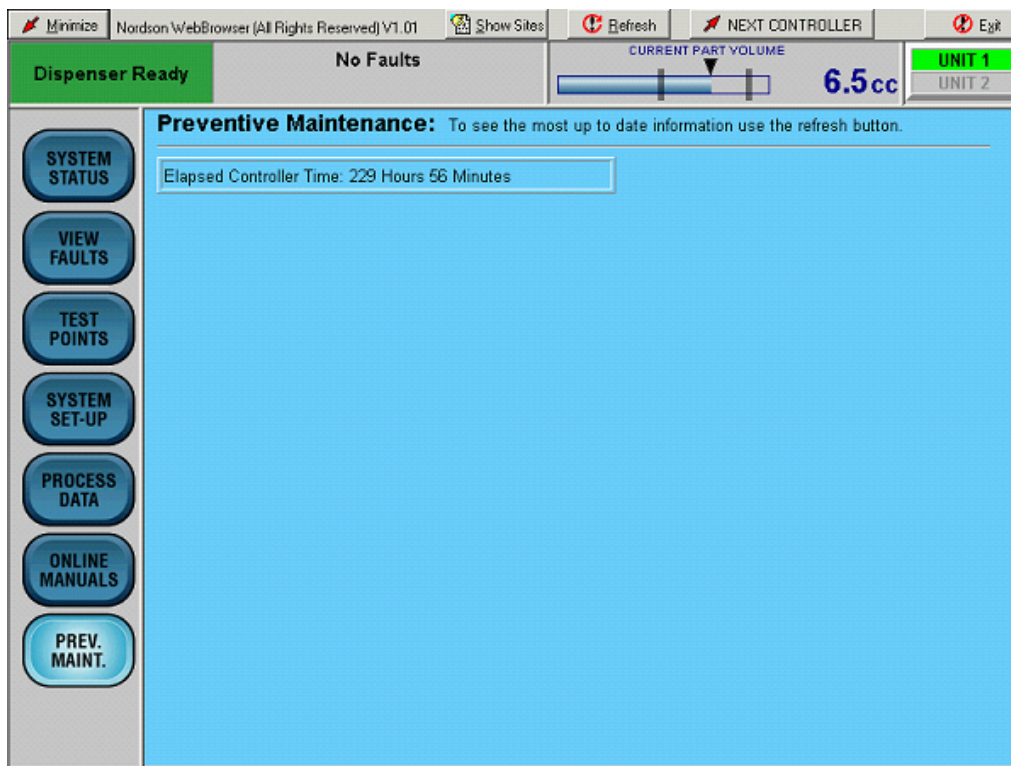 Minimize
Nordson WebBrowser (All Rights Reserved) V1.01
Show Sites
Refresh
NEXT CONTROLLER
Exit
Dispenser Ready
No Faults
CURRENT PART VOLUME
6.5 cc
UNIT 1
UNIT 2
SYSTEM
STATUS
VIEW
FAULTS
TEST
POINTS
SYSTEM
SET-UP
PROCESS
DATA
ONLINE
MANUALS
PREV.
MAINT.
Preventive Maintenance: To see the most up to date information use the refresh button.
Elapsed Controller Time: 229 Hours 56 Minutes